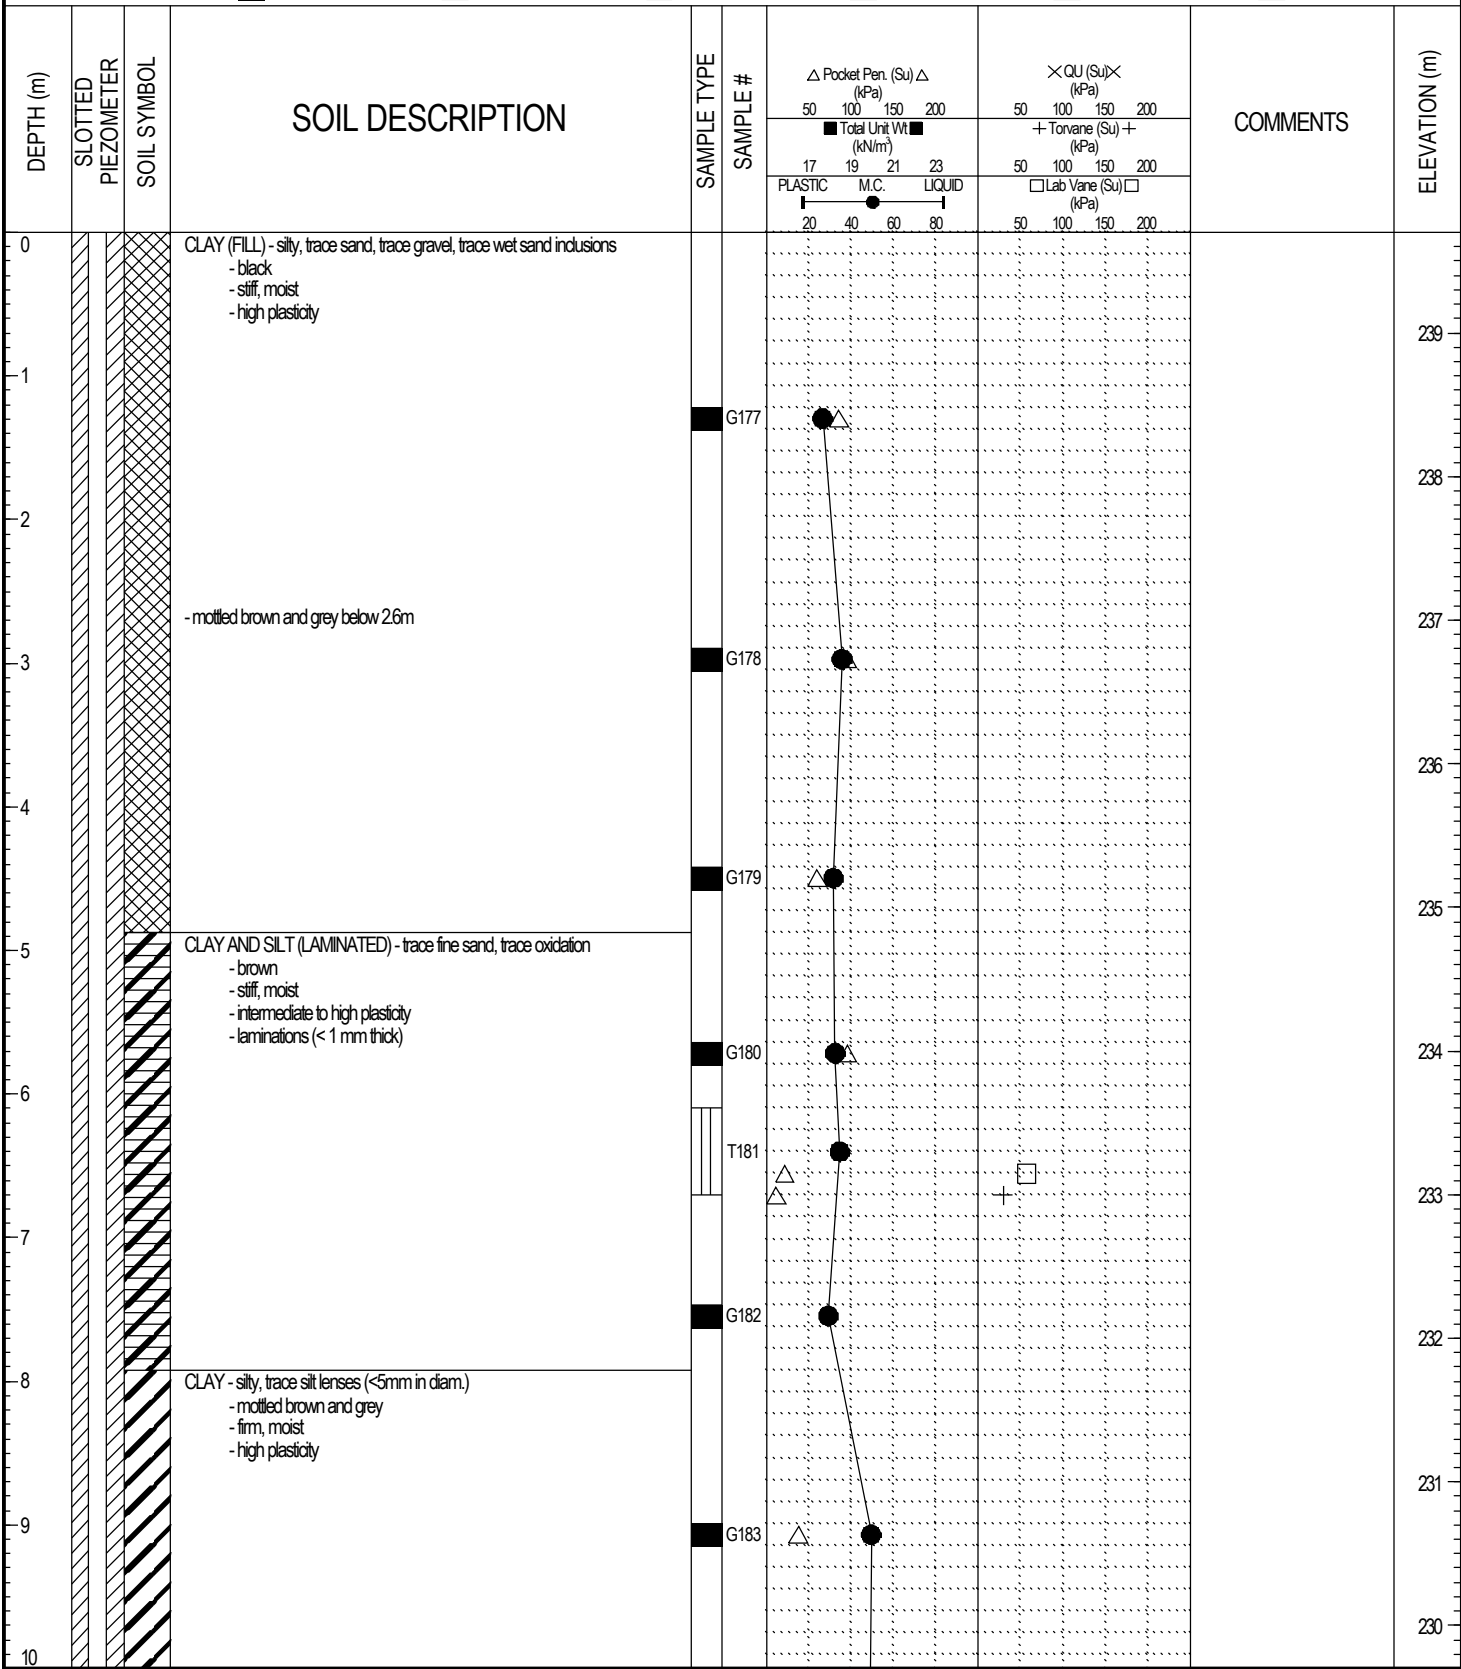 DEPTH (m)
SLOTTED
PIEZOMETER
SOIL SYMBOL
SOIL DESCRIPTION
SAMPLE TYPE
SAMPLE #
△ Pocket Pen. (Su) △
(kPa)
50 100 150 200
■ Total Unit Wt ■
(kN/m³)
17 19 21 23
PLASTIC M.C. LIQUID
20 40 60 80
✕ QU (Su) ✕
(kPa)
50 100 150 200
+ Torvane (Su) +
(kPa)
50 100 150 200
□ Lab Vane (Su) □
(kPa)
50 100 150 200
COMMENTS
ELEVATION (m)
0
CLAY (FILL) - silty, trace sand, trace gravel, trace wet sand inclusions
- black
- stiff, moist
- high plasticity
239
1
G177
238
2
- mottled brown and grey below 2.6m
237
3
G178
236
4
G179
235
CLAY AND SILT (LAMINATED) - trace fine sand, trace oxidation
5
- brown
- stiff, moist
- intermediate to high plasticity
- laminations (< 1 mm thick)
G180
234
6
T181
233
7
G182
232
8
CLAY - silty, trace silt lenses (<5mm in diam.)
- mottled brown and grey
- firm, moist
- high plasticity
231
9
G183
230
10